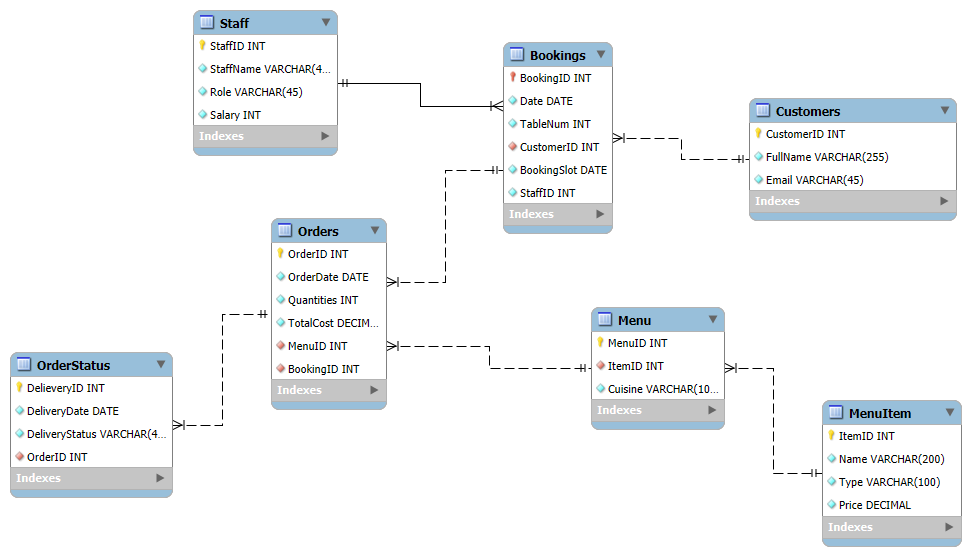 Staff
StaffID INT
StaffName VARCHAR(4...
Role VARCHAR(45)
Salary INT
Indexes
Bookings
BookingID INT
Date DATE
TableNum INT
CustomerID INT
BookingSlot DATE
StaffID INT
Indexes
Customers
CustomerID INT
FullName VARCHAR(255)
Email VARCHAR(45)
Indexes
Orders
OrderID INT
OrderDate DATE
Quantities INT
TotalCost DECIM...
MenuID INT
BookingID INT
Indexes
Menu
MenuID INT
ItemID INT
Cuisine VARCHAR(10...
Indexes
OrderStatus
DelieveryID INT
DeliveryDate DATE
DeliveryStatus VARCHAR(4...
OrderID INT
Indexes
MenuItem
ItemID INT
Name VARCHAR(200)
Type VARCHAR(100)
Price DECIMAL
Indexes